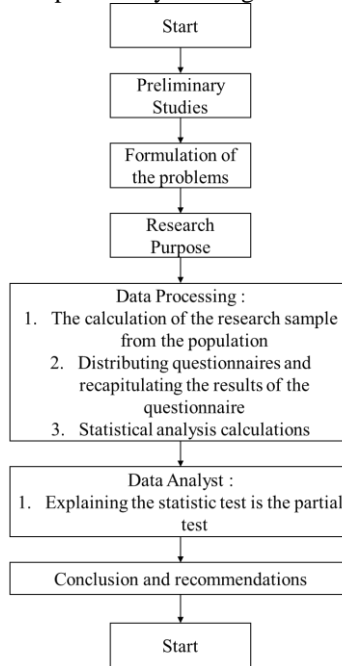 Start
Preliminary
Studies
Formulation of
the problems
Research
Purpose
Data Processing :
1. The calculation of the research sample
from the population
2. Distributing questionnaires and
recapitulating the results of the
questionnaire
3. Statistical analysis calculations
Data Analyst :
1. Explaining the statistic test is the partial
test
Conclusion and recommendations
Start